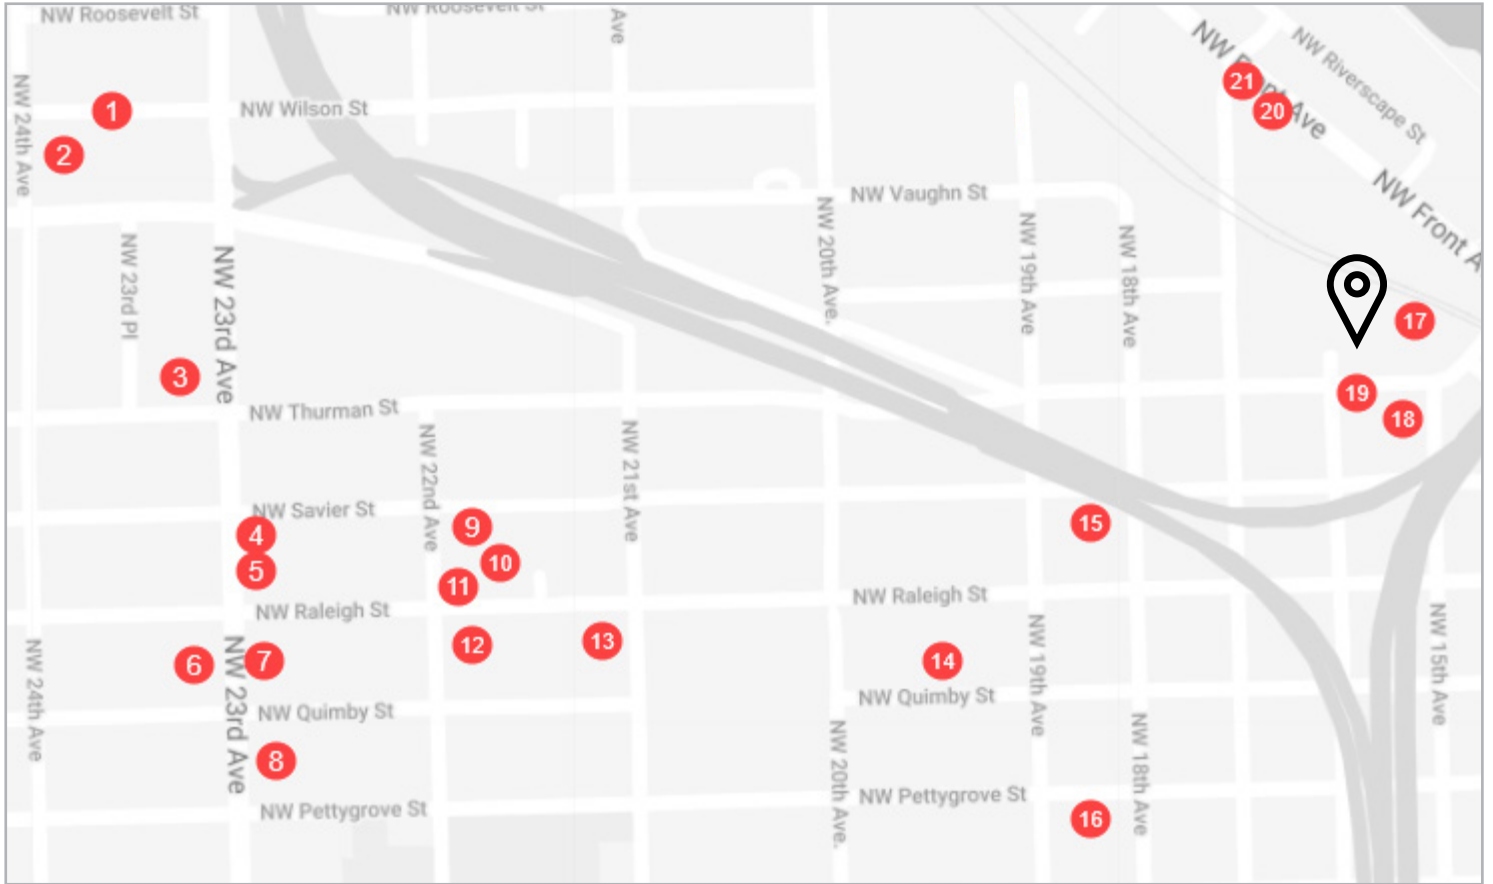 NW Roosevelt St
NW Roosevelt St
Ave
NW Front Ave
NW Riverscape St
21
20
NW 24th Ave
1
NW Wilson St
2
NW Front A
NW Vaughn St
NW 20th Ave.
NW 19th Ave
NW 18th Ave
NW 23rd Pl
NW 23rd Ave
17
3
19
18
NW Thurman St
NW 22nd Ave
NW 21st Ave
NW Savier St
4
5
9
10
11
15
NW Raleigh St
NW Raleigh St
NW 24th Ave
6
NW 23rd Ave
7
12
13
14
NW 19th Ave
NW 15th Ave
NW Quimby St
NW Quimby St
8
NW 20th Ave.
NW 18th Ave
NW Pettygrove St
NW Pettygrove St
16